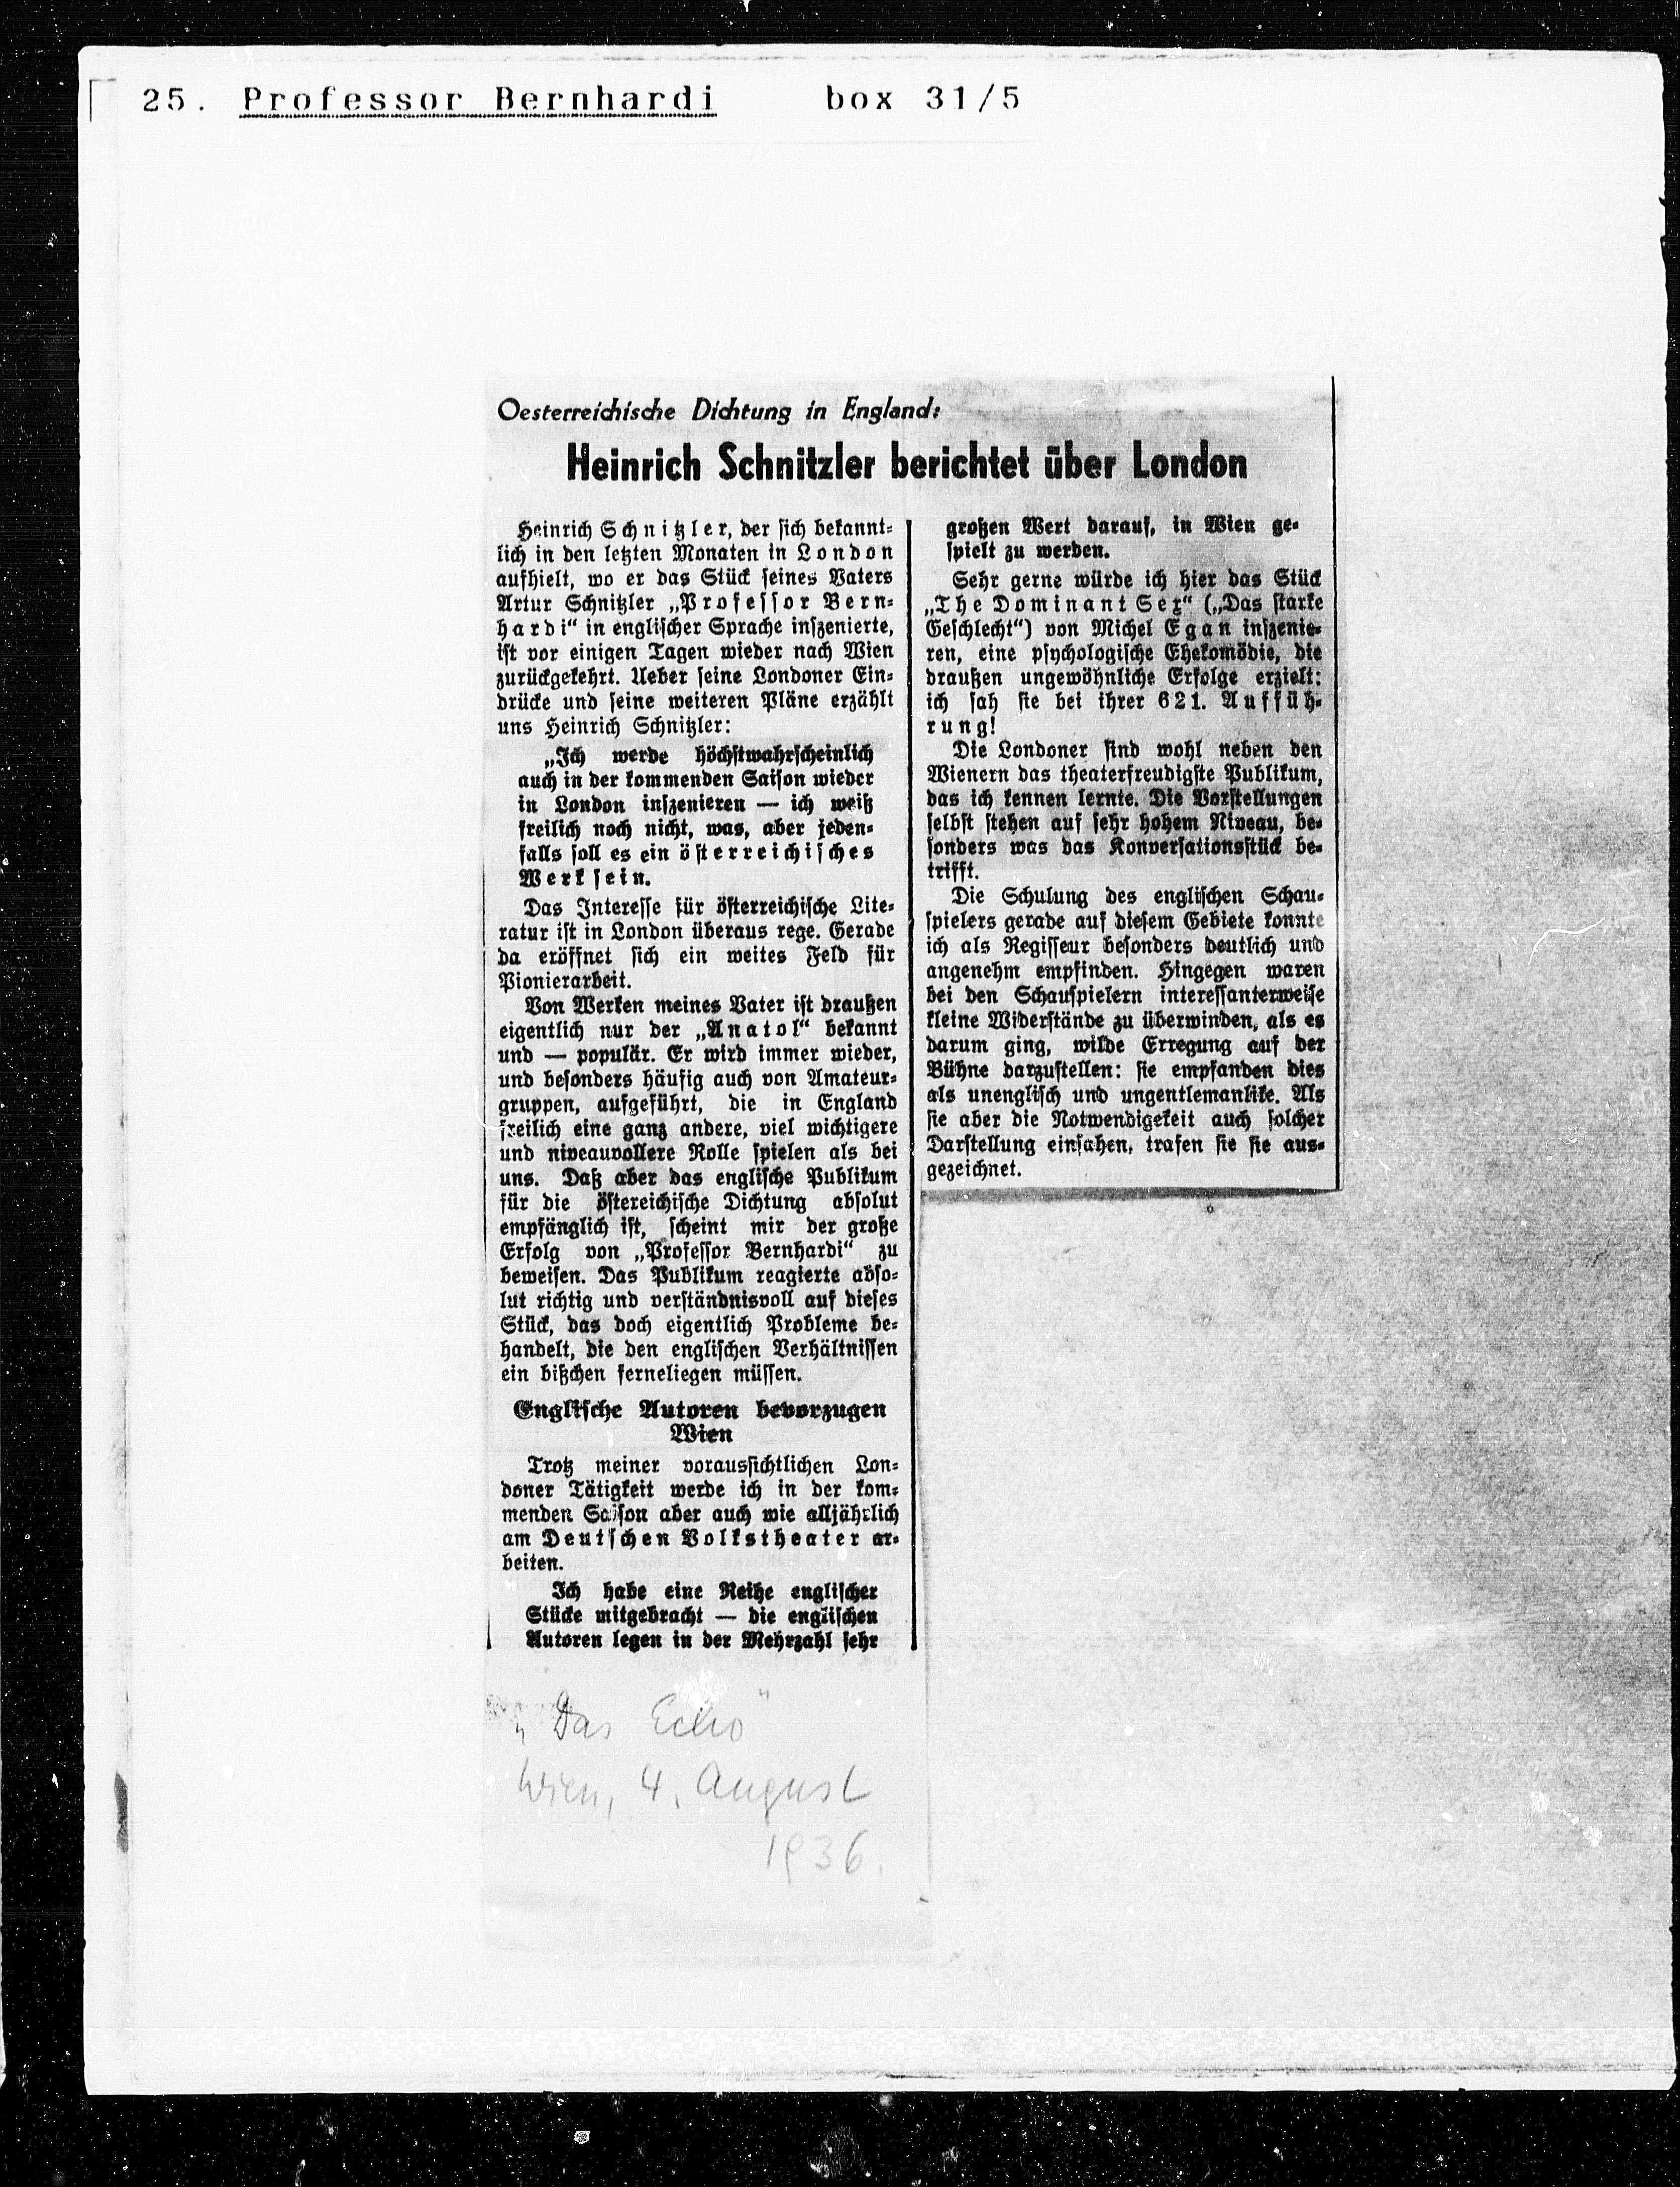 25. Professor Bernhardi box 31/5
Oesterreichische Dichtung in England:
Heinrich Schnitzler berichtet über London
Heinrich Schnitzler, der sich bekannt-
lich in den letzten Monaten in London
aufhielt, wo er das Stück seines Vaters
Artur Schnitzler „Professor Bern-
hardi“ in englischer Sprache inszenierte,
ist vor einigen Tagen wieder nach Wien
zurückgekehrt. Ueber seine Londoner Ein-
drücke und seine weiteren Pläne erzählt
uns Heinrich Schnitzler:
„Ich werde höchstwahrscheinlich
auch in der kommenden Saison wieder
in London inszenieren — ich weiß
freilich noch nicht, was, aber jeden-
falls soll es ein österreichisches
Werk sein.
Das Interesse für österreichische Lite-
ratur ist in London überaus rege. Gerade
da eröffnet sich ein weites Feld für
Pionierarbeit.
Von Werken meines Vater ist draußen
eigentlich nur der „Anatol“ bekannt
und — populär. Er wird immer wieder,
und besonders häufig auch von Amateur-
gruppen, aufgeführt, die in England
freilich eine ganz andere, viel wichtigere
und niveauvollere Rolle spielen als bei
uns. Daß aber das englische Publikum
für die östereichische Dichtung absolut
empfänglich ist, scheint mir der große
Erfolg von „Professor Bernhardi“ zu
beweisen. Das Publikum reagierte abso-
lut richtig und verständnisvoll auf dieses
Stück, das doch eigentlich Probleme be-
handelt, die den englischen Verhältnissen
ein bißchen ferneliegen müssen.
Englische Autoren bevorzugen
Wien
Trotz meiner voraussichtlichen Lon-
doner Tätigkeit werde ich in der kom-
menden Saison aber auch wie alljährlich
am Deutschen Volkstheater ar-
beiten.
Ich habe eine Reihe englischer
Stücke mitgebracht — die englischen
Autoren legen in der Mehrzahl sehr
großen Wert darauf, in Wien ge-
spielt zu werden.
Sehr gerne würde ich hier das Stück
„The Dominant Sex“ („Das starke
Geschlecht“) von Michel Egan inszenie-
ren, eine psychologische Ehekomödie, die
draußen ungewöhnliche Erfolge erzielt:
ich sah sie bei ihrer 621. Auffüh-
rung!
Die Londoner sind wohl neben den
Wienern das theaterfreudigste Publikum,
das ich kennen lernte. Die Vorstellungen
selbst stehen auf sehr hohem Niveau, be-
sonders was das Konversationsstück be-
trifft.
Die Schulung des englischen Schau-
spielers gerade auf diesem Gebiete konnte
ich als Regisseur besonders deutlich und
angenehm empfinden. Hingegen waren
bei den Schauspielern interessanterweise
kleine Widerstände zu überwinden, als es
darum ging, wilde Erregung auf der
Bühne darzustellen: sie empfanden dies
als unenglisch und ungentlemanlike. Als
sie aber die Notwendigkeit auch solcher
Darstellung einsahen, trafen sie sie aus-
gezeichnet.
„Das Echo“
Wien, 4. August
1936.